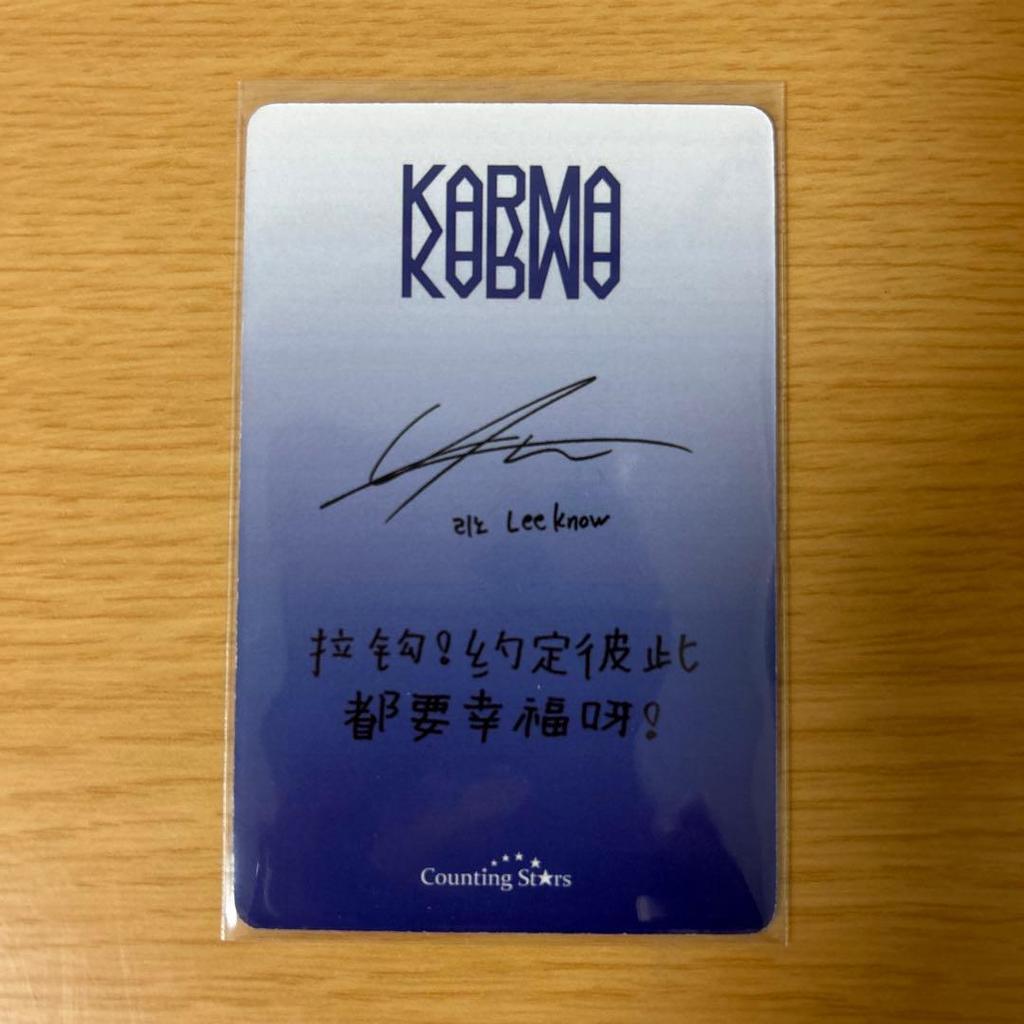 KARMA
리노 Lee know
拉钩!约定彼此
都要幸福呀!
Counting Stars